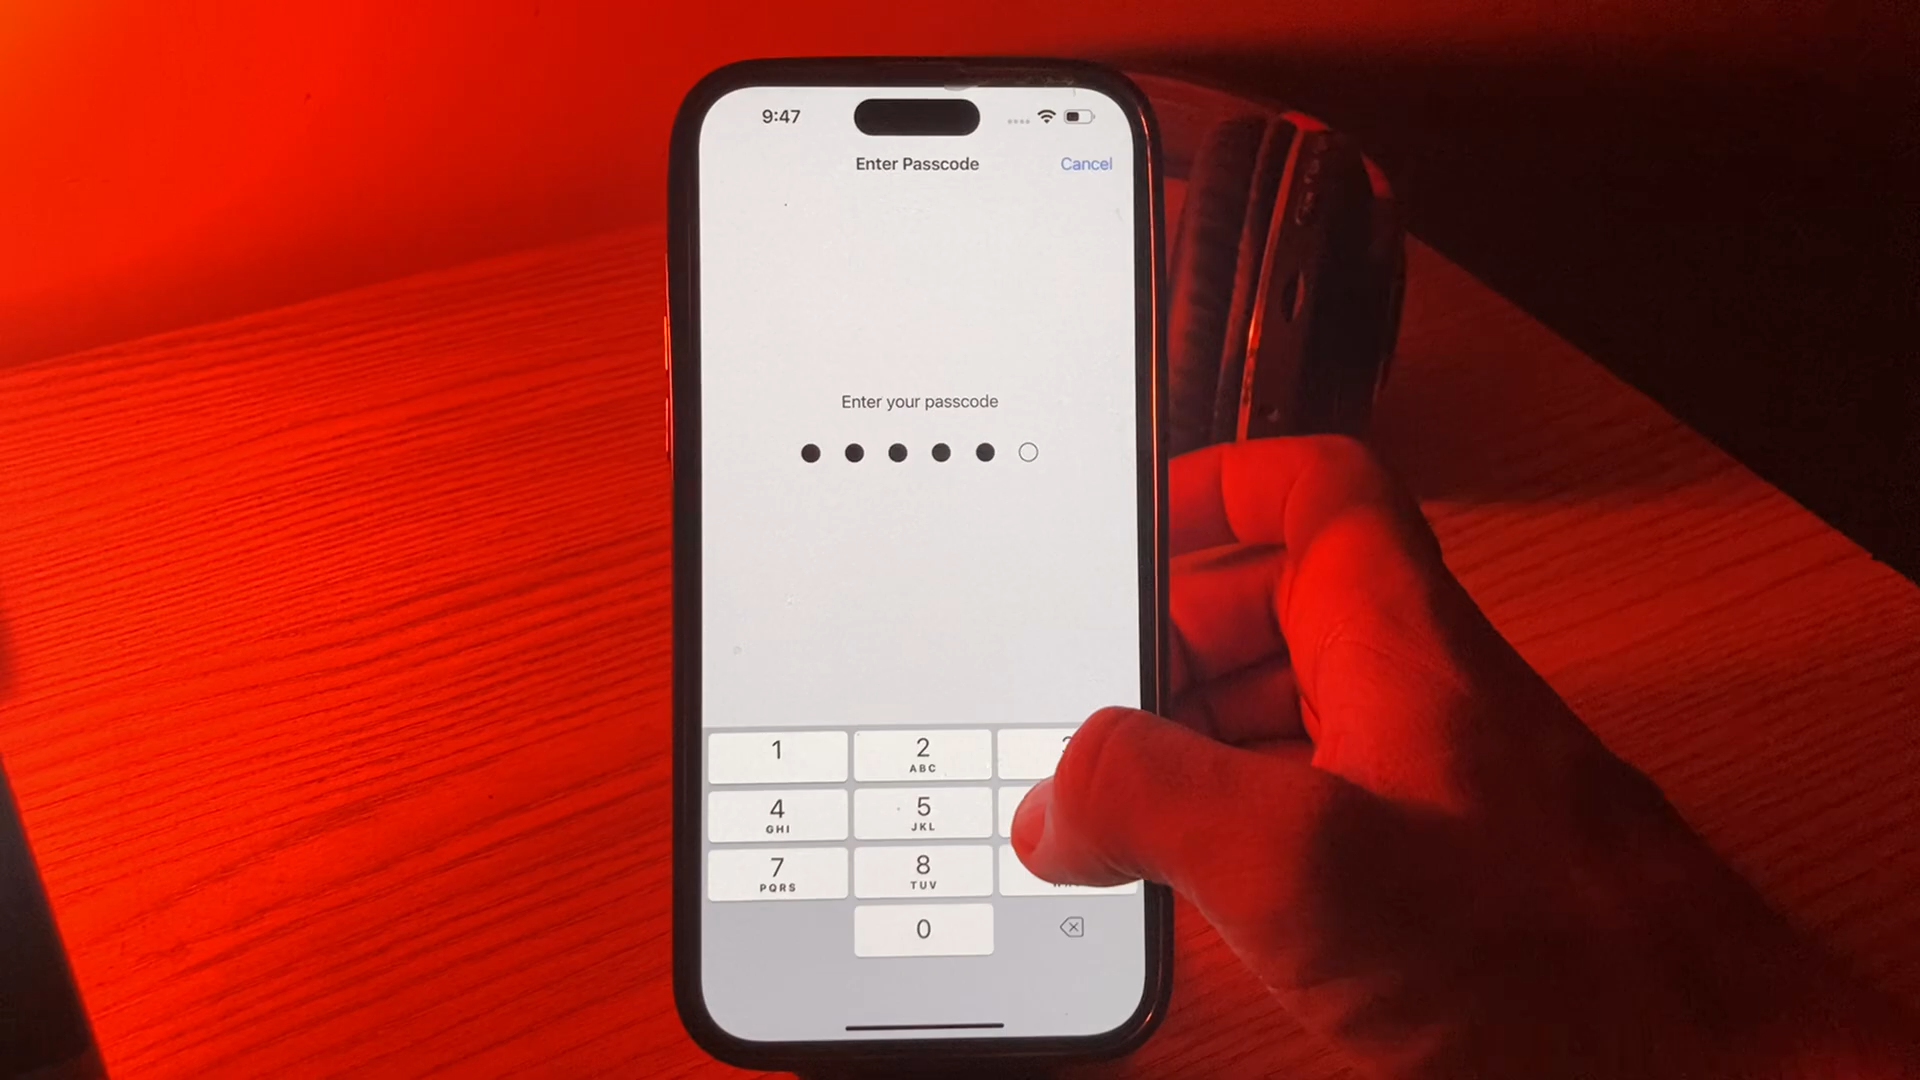 9:47
Enter Passcode Cancel
Enter your passcode
1 2 3
ABC
4 5
GHI JKL
7 8
PQRS TUV
0